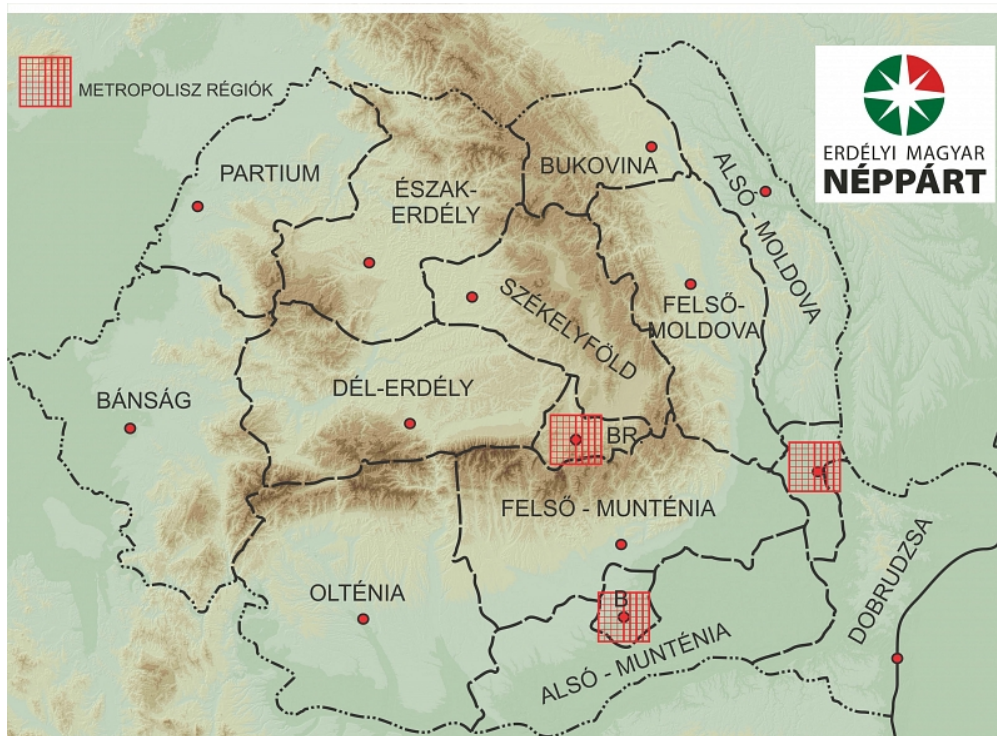 METROPOLISZ RÉGIÓK
ERDÉLYI MAGYAR
NÉPPÁRT
PARTIUM
ÉSZAK-
ERDÉLY
BUKOVINA
ALSÓ - MOLDOVA
SZÉKELYFÖLD
FELSŐ-
MOLDOVA
BÁNSÁG
DÉL-ERDÉLY
BR.
FELSŐ - MUNTÉNIA
OLTÉNIA
B
ALSÓ - MUNTÉNIA
DOBRUDZSA